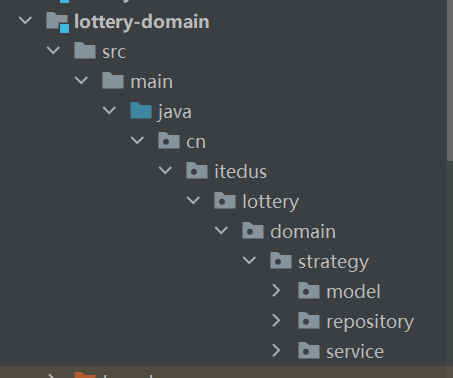 lottery-domain
src
main
java
cn
itedus
lottery
domain
strategy
model
repository
service